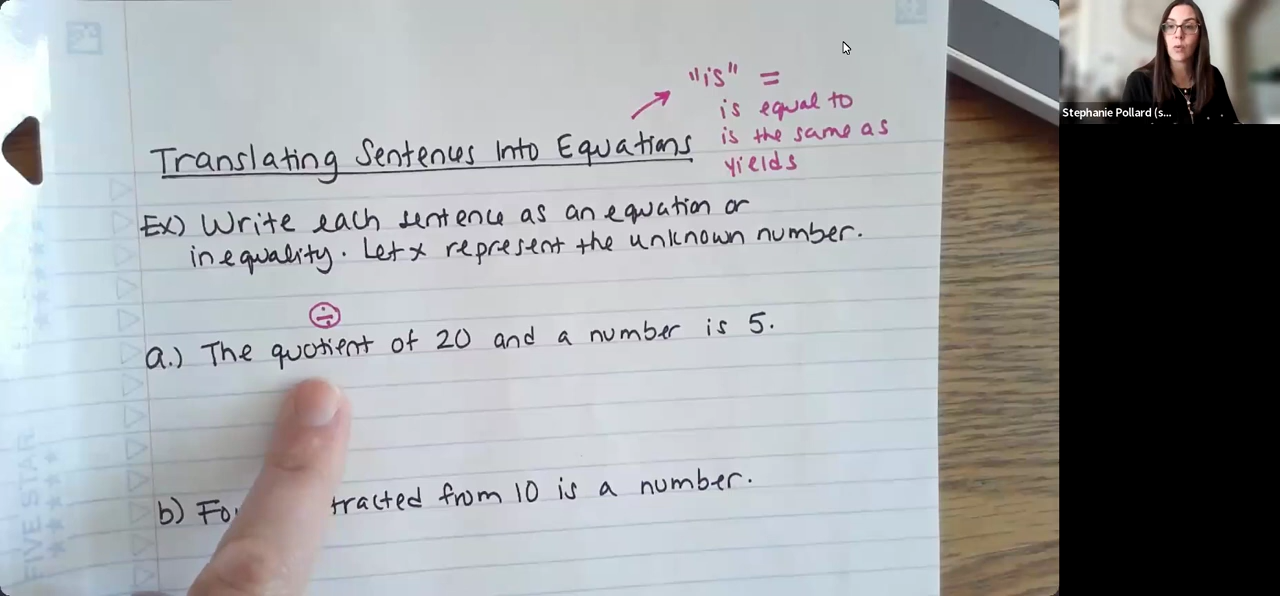 "is" =
is equal to
is the same as
yields
Translating Sentences Into Equations
Ex) Write each sentence as an equation or
inequality. Let x represent the unknown number.
÷
a.) The quotient of 20 and a number is 5.
b) Fo tracted from 10 is a number.
FIVE STAR
Stephanie Pollard (s...